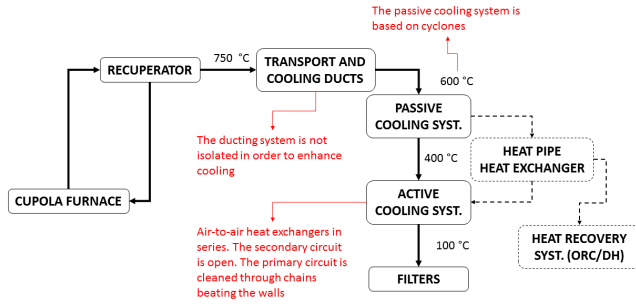 The passive cooling system is
based on cyclones
750 °C
TRANSPORT AND
COOLING DUCTS
RECUPERATOR
600 °C
PASSIVE
COOLING SYST.
The ducting system is not
isolated in order to enhance
cooling
HEAT PIPE
HEAT EXCHANGER
400 °C
CUPOLA FURNACE
ACTIVE
COOLING SYST.
Air-to-air heat exchangers in
series. The secondary circuit
is open. The primary circuit is
cleaned through chains
beating the walls
HEAT RECOVERY
SYST. (ORC/DH)
100 °C
FILTERS